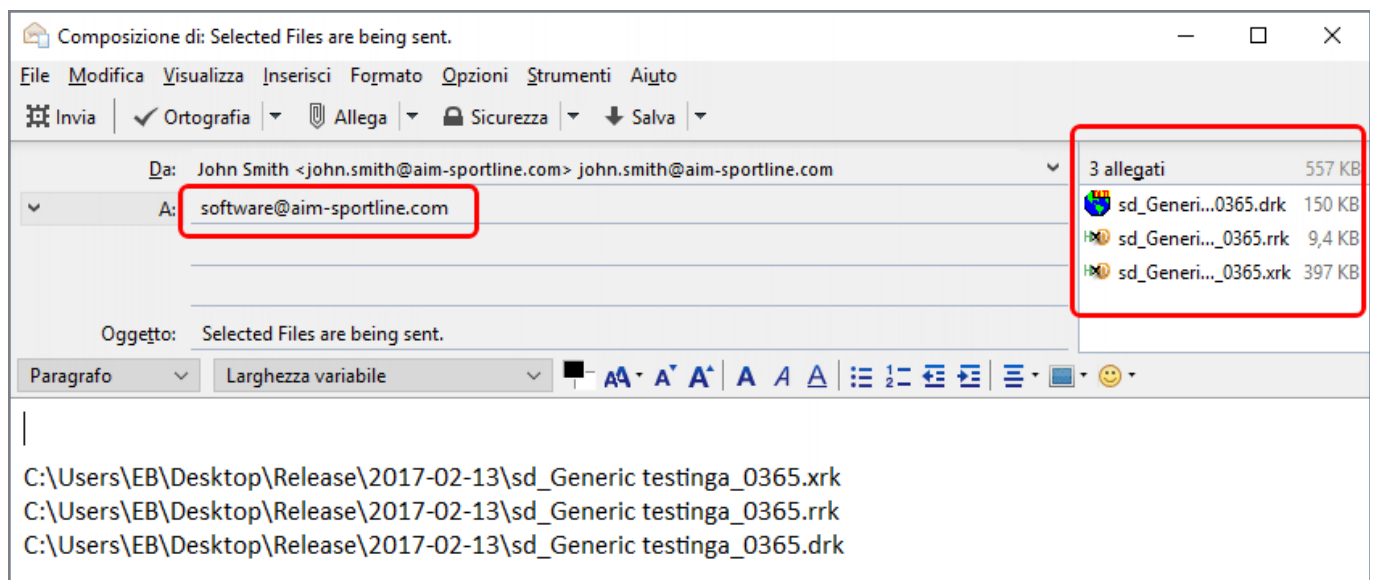 Composizione di: Selected Files are being sent.
File Modifica Visualizza Inserisci Formato Opzioni Strumenti Aiuto
Invia Ortografia Allega Sicurezza Salva
Da: John Smith <john.smith@aim-sportline.com> john.smith@aim-sportline.com
3 allegati 557 KB
A: software@aim-sportline.com
sd_Generi...0365.drk 150 KB
sd_Generi..._0365.rrk 9,4 KB
sd_Generi..._0365.xrk 397 KB
Oggetto: Selected Files are being sent.
Paragrafo Larghezza variabile
C:\Users\EB\Desktop\Release\2017-02-13\sd_Generic testinga_0365.xrk
C:\Users\EB\Desktop\Release\2017-02-13\sd_Generic testinga_0365.rrk
C:\Users\EB\Desktop\Release\2017-02-13\sd_Generic testinga_0365.drk